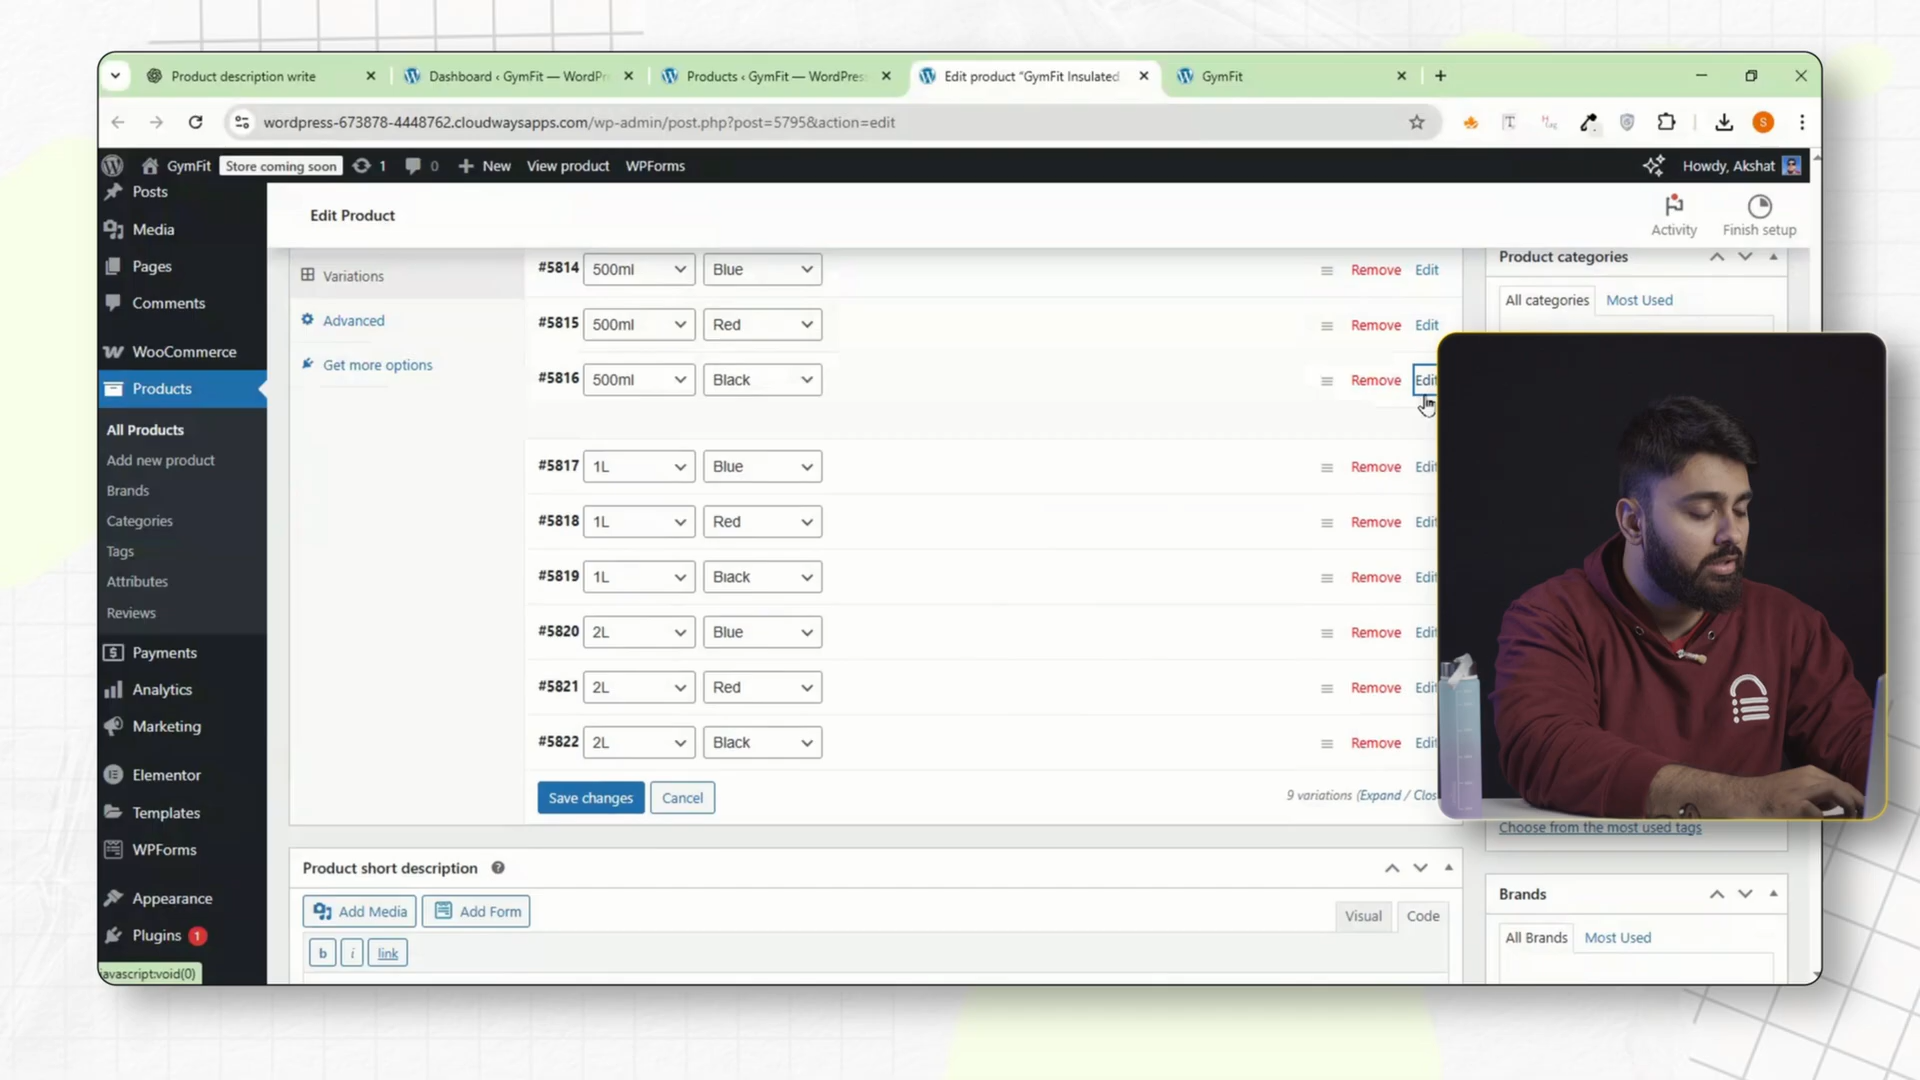 Product description write
Dashboard ‹ GymFit — WordPr
Products ‹ GymFit — WordPres
Edit product "GymFit Insulated
GymFit
wordpress-673878-4448762.cloudwaysapps.com/wp-admin/post.php?post=5795&action=edit
GymFit
Store coming soon
1
0
New
View product
WPForms
Howdy, Akshat
Posts
Media
Pages
Comments
WooCommerce
Products
All Products
Add new product
Brands
Categories
Tags
Attributes
Reviews
Payments
Analytics
Marketing
Elementor
Templates
WPForms
Appearance
Plugins 1
javascript:void(0)
Edit Product
Activity
Finish setup
Variations
Advanced
Get more options
#5814 500ml Blue Remove Edit
#5815 500ml Red Remove Edit
#5816 500ml Black Remove Edit
#5817 1L Blue Remove Edit
#5818 1L Red Remove Edit
#5819 1L Black Remove Edit
#5820 2L Blue Remove Edit
#5821 2L Red Remove Edit
#5822 2L Black Remove Edit
Save changes
Cancel
9 variations (Expand / Clos
Product short description
Add Media
Add Form
Visual
Code
b
i
link
Product categories
All categories
Most Used
Choose from the most used tags
Brands
All Brands
Most Used